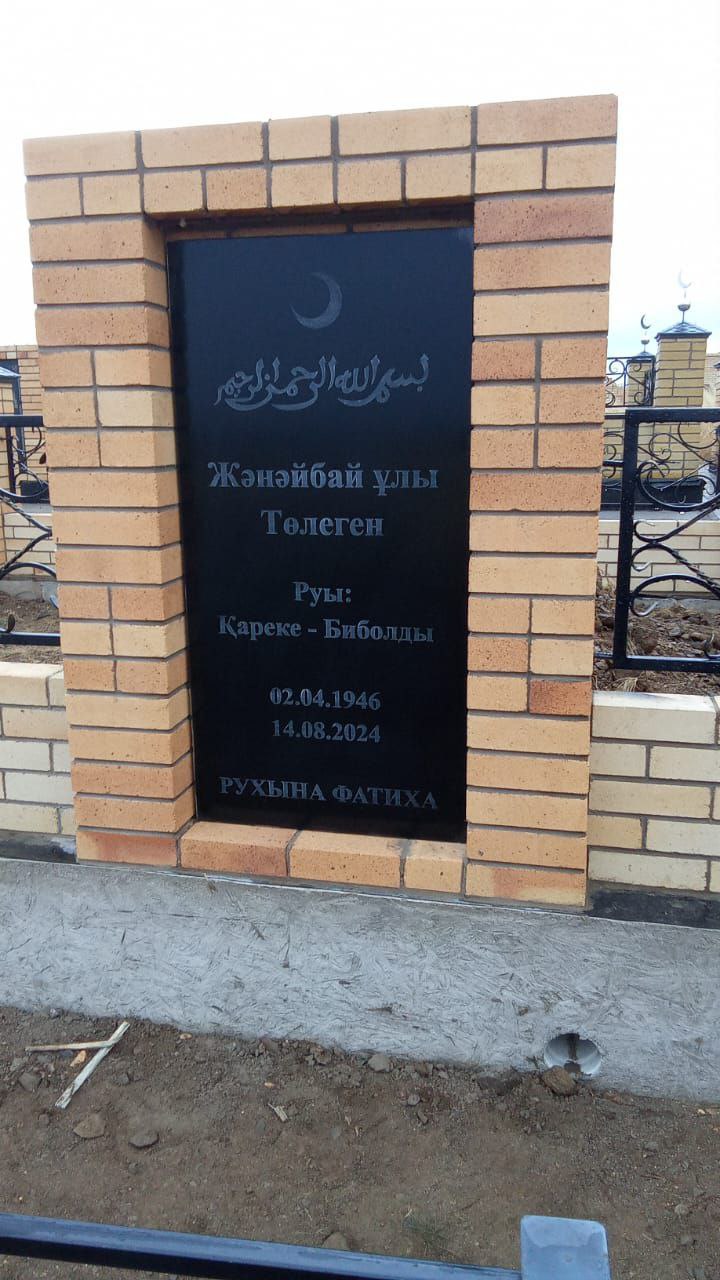 بسم الله الرحمن الرحيم
Жәнәйбай ұлы
Төлеген
Руы:
Қареке - Биболды
02.04.1946
14.08.2024
РУХЫНА ФАТИХА